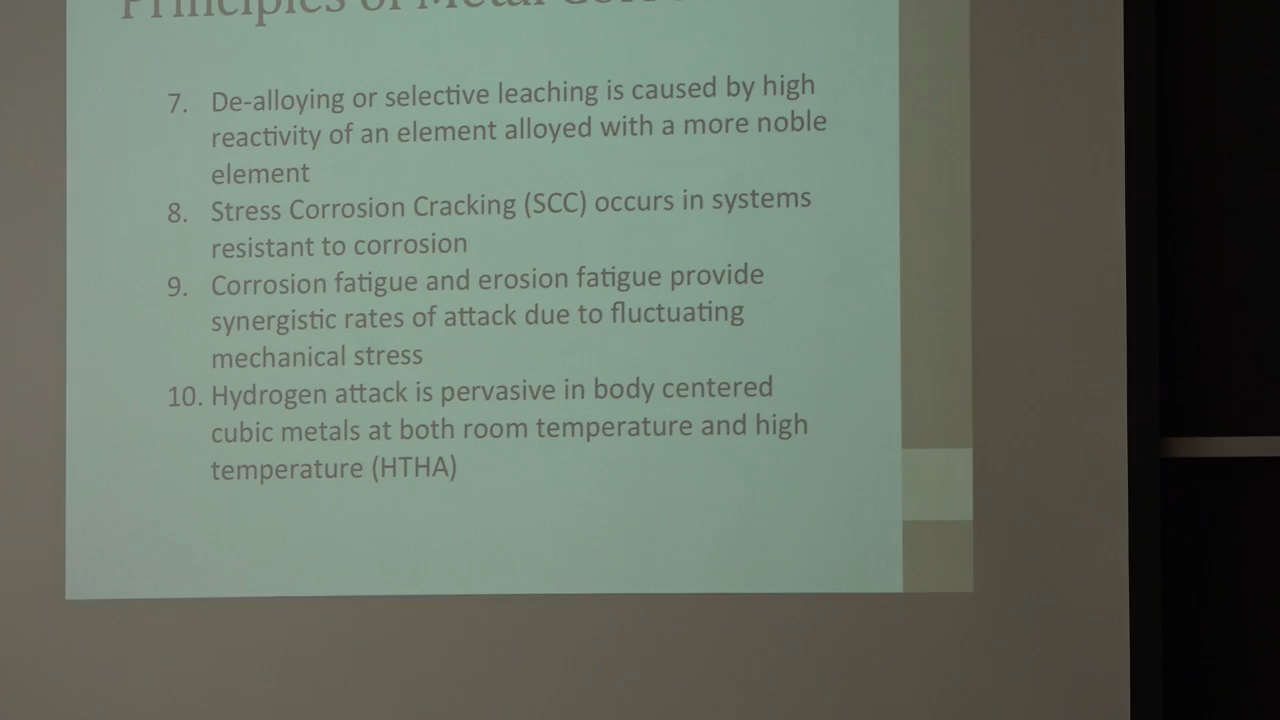 Principles of Metal
7. De-alloying or selective leaching is caused by high
reactivity of an element alloyed with a more noble
element
8. Stress Corrosion Cracking (SCC) occurs in systems
resistant to corrosion
9. Corrosion fatigue and erosion fatigue provide
synergistic rates of attack due to fluctuating
mechanical stress
10. Hydrogen attack is pervasive in body centered
cubic metals at both room temperature and high
temperature (HTHA)